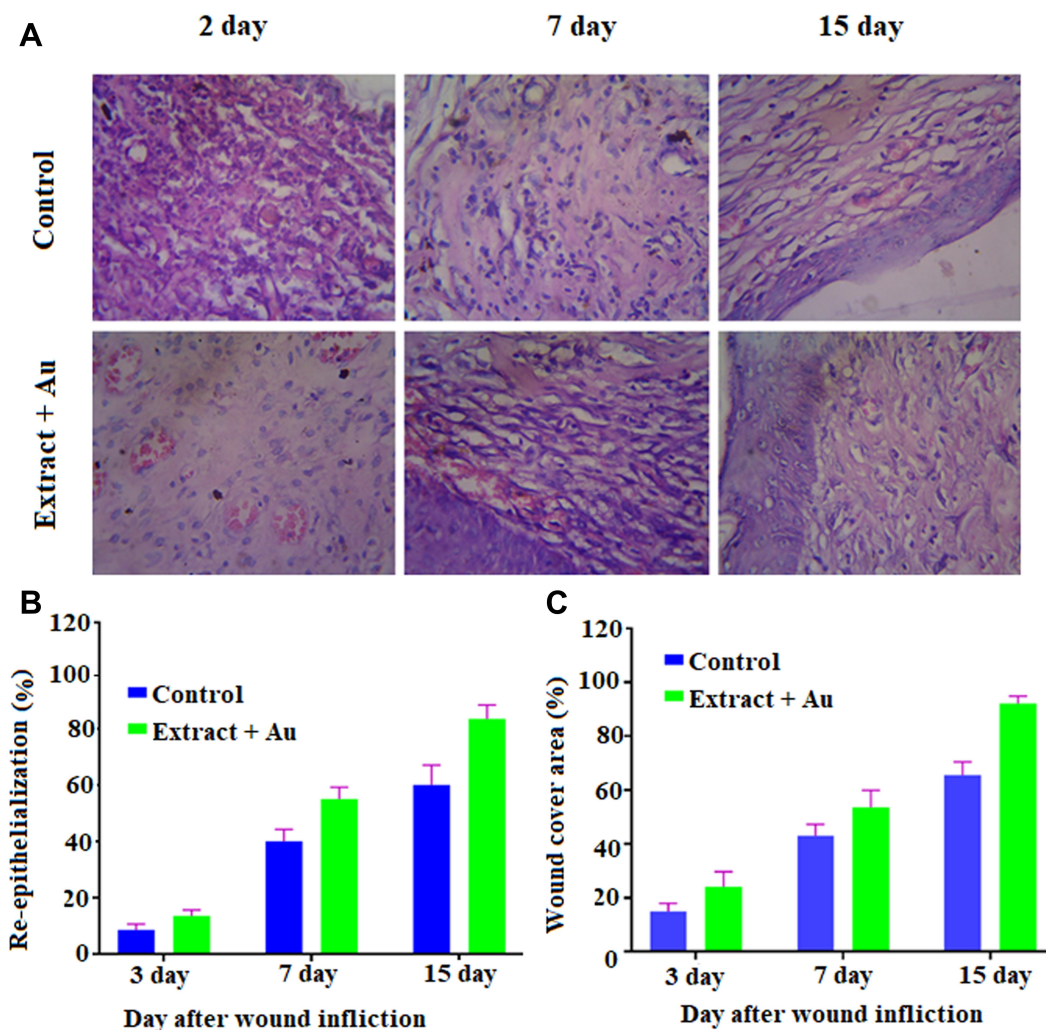 A
2 day
7 day
15 day
Control
Extract + Au
B
120
100
80
60
40
20
0
Re-epithelialization (%)
Control
Extract + Au
3 day
7 day
15 day
Day after wound infliction
C
120
100
80
60
40
20
0
Wound cover area (%)
Control
Extract + Au
3 day
7 day
15 day
Day after wound infliction